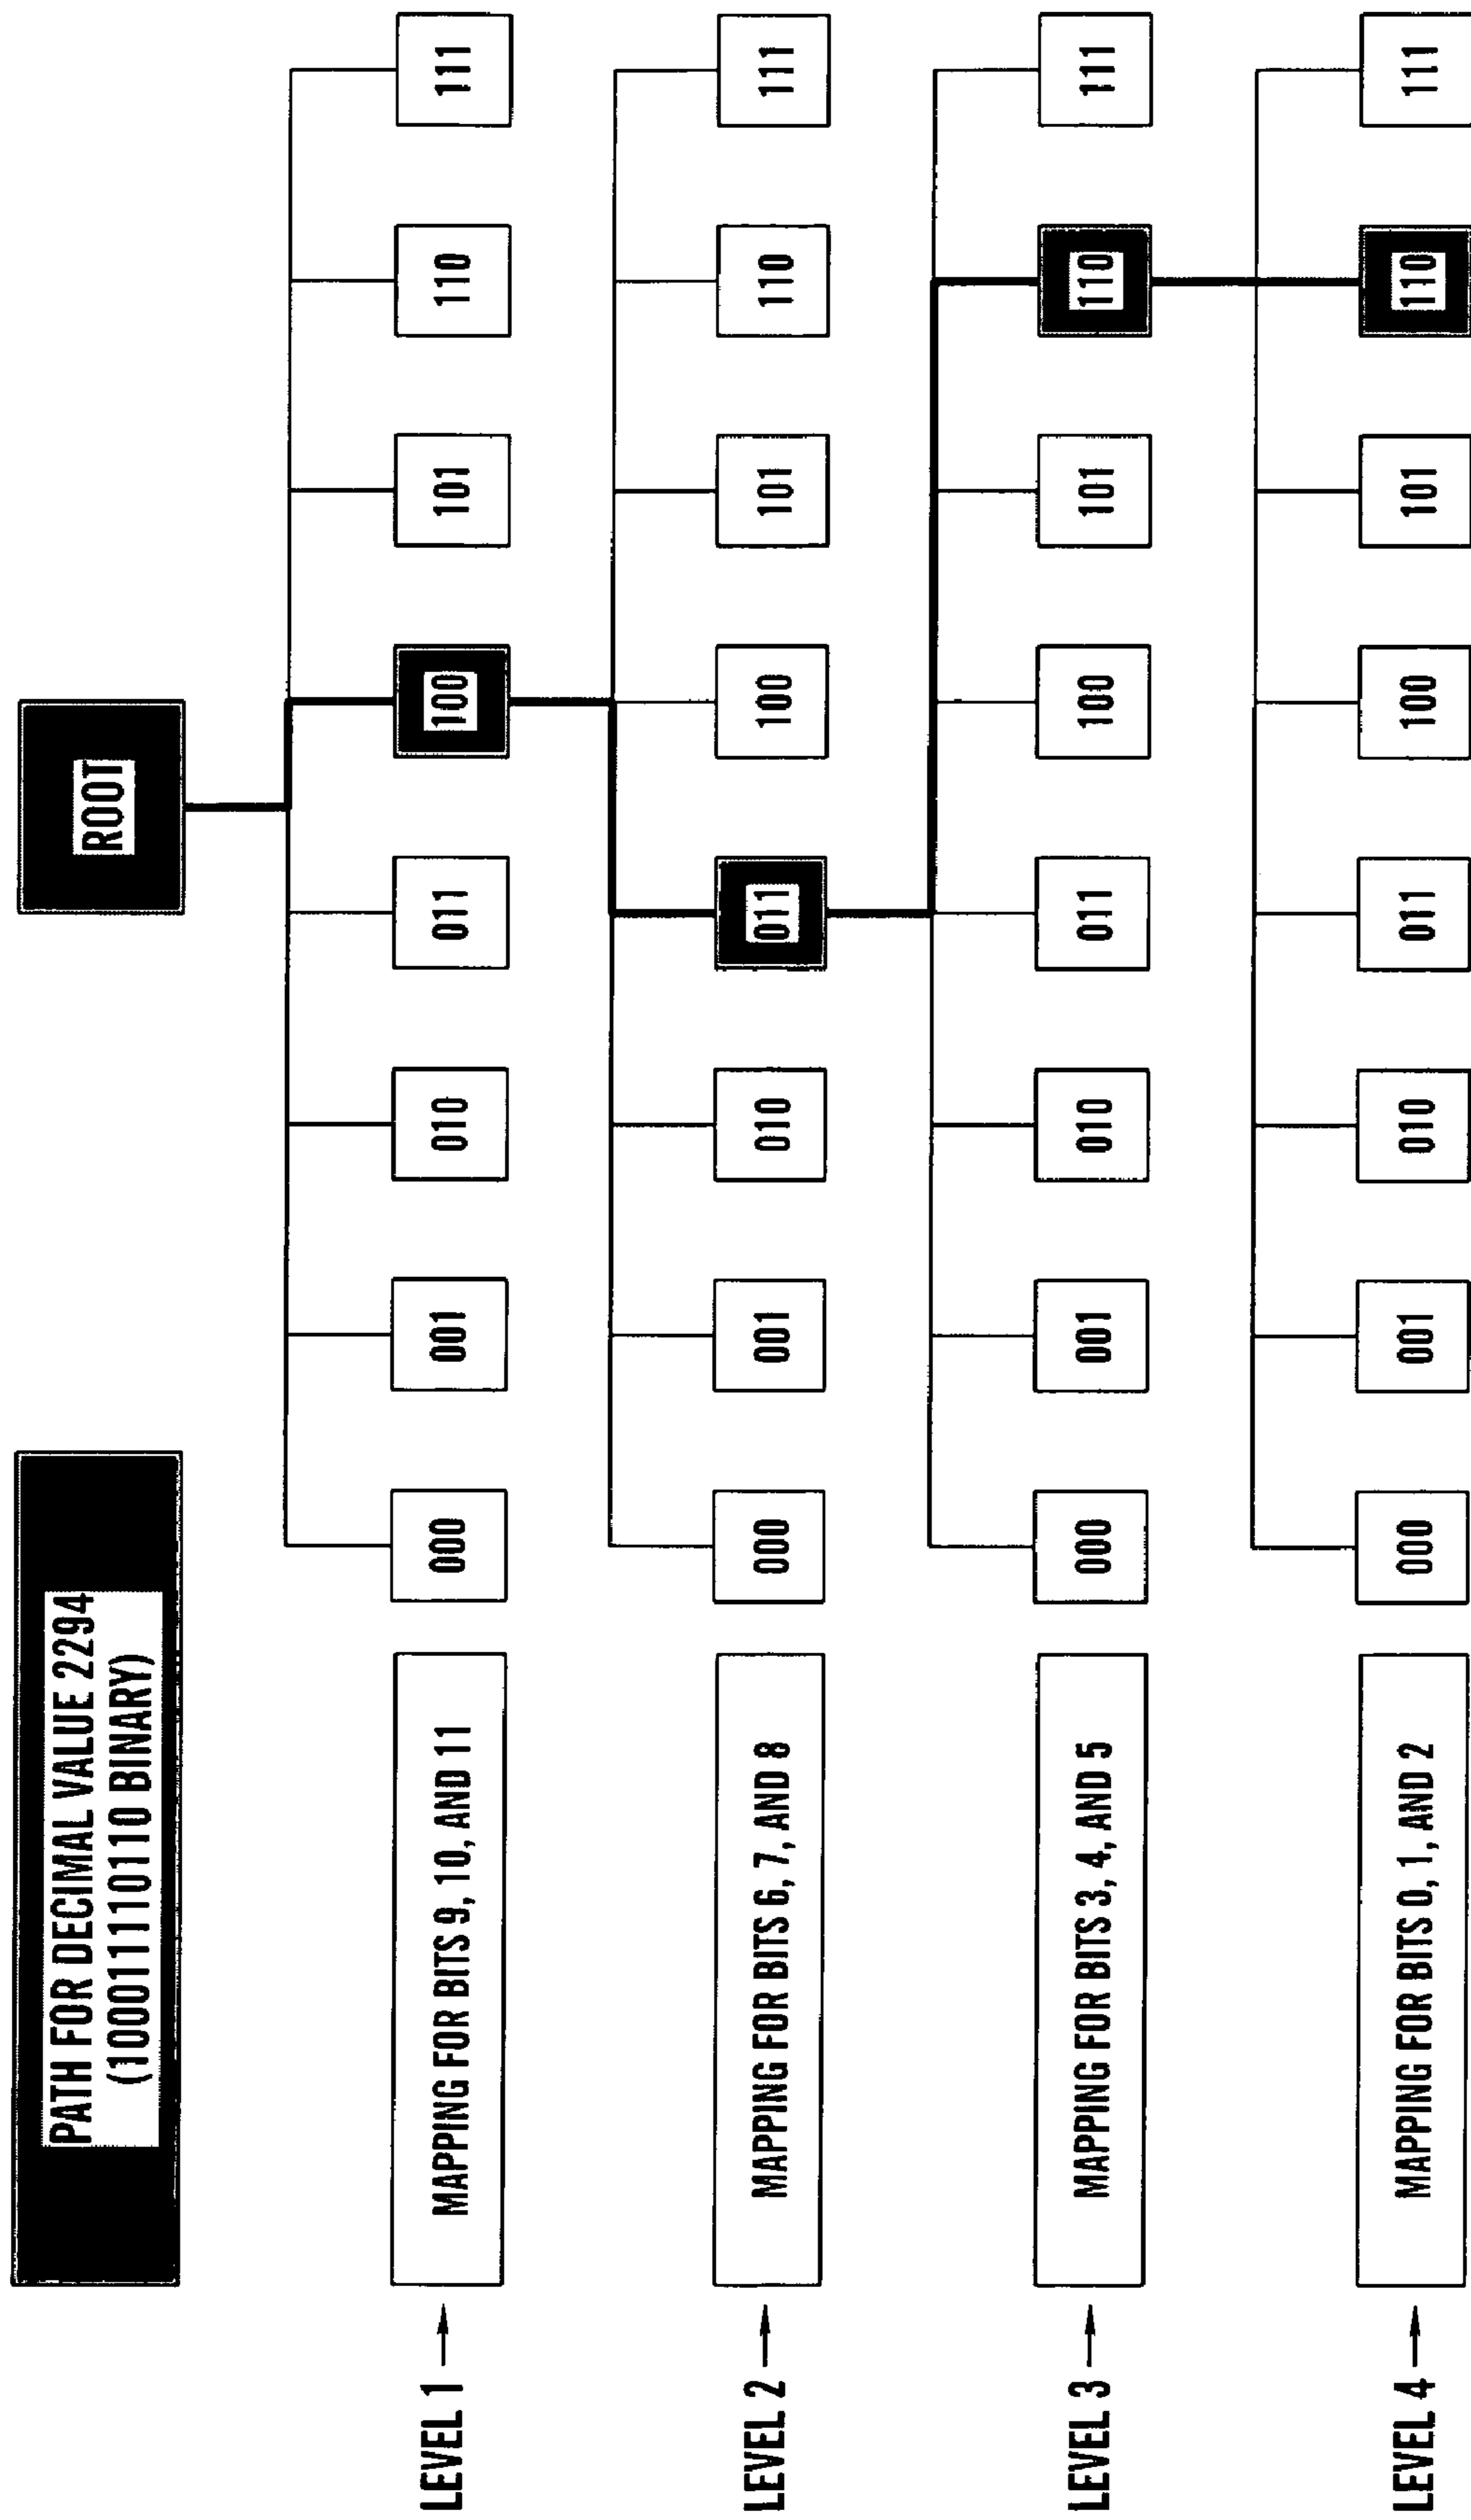 PATH FOR DECIMAL VALUE 2294
(100011110110 BINARY)
ROOT
LEVEL 1 → MAPPING FOR BITS 9, 10, AND 11 000 001 010 011 100 101 110 111
LEVEL 2 → MAPPING FOR BITS 6, 7, AND 8 000 001 010 011 100 101 110 111
LEVEL 3 → MAPPING FOR BITS 3, 4, AND 5 000 001 010 011 100 101 110 111
LEVEL 4 → MAPPING FOR BITS 0, 1, AND 2 000 001 010 011 100 101 110 111